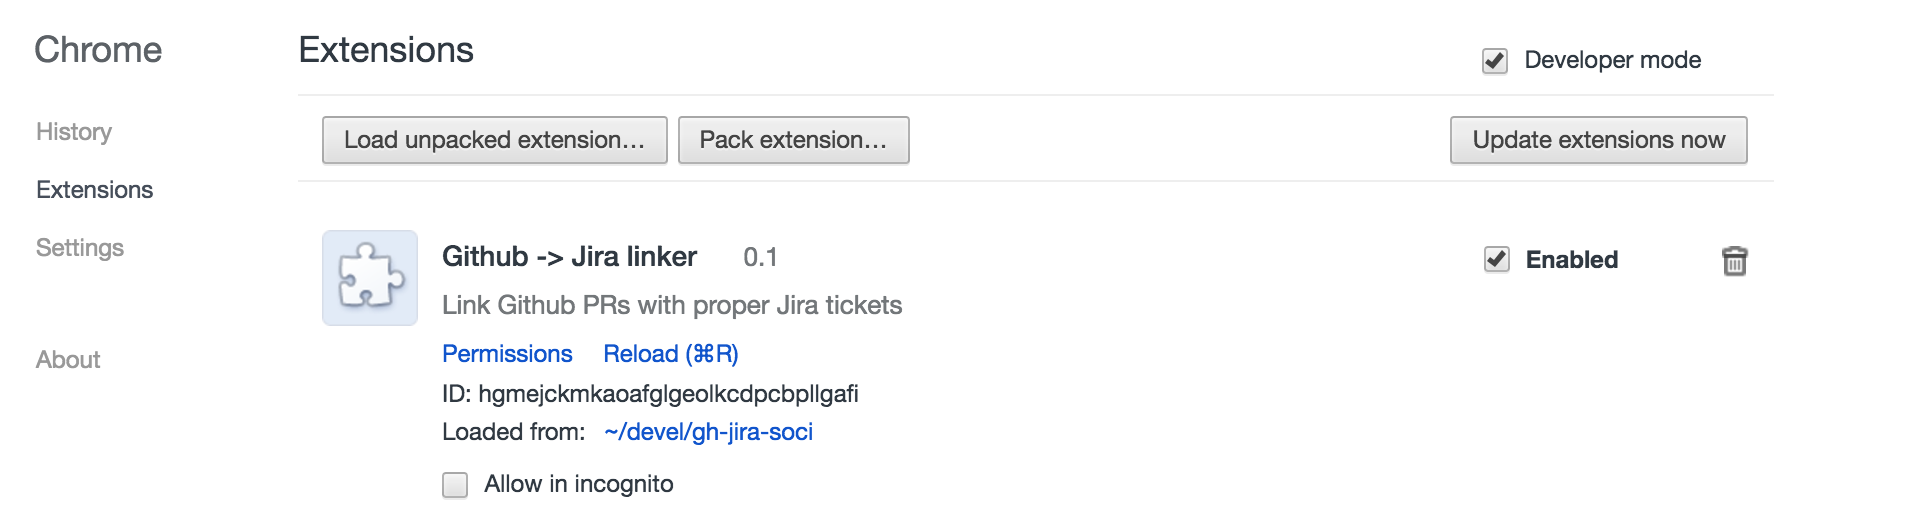 Chrome
History
Extensions
Settings
About
Extensions
Developer mode
Load unpacked extension...
Pack extension...
Update extensions now
Github -> Jira linker 0.1
Enabled
Link Github PRs with proper Jira tickets
Permissions Reload (⌘R)
ID: hgmejckmkaoafglgeolkcdpcbpllgafi
Loaded from: ~/devel/gh-jira-soci
Allow in incognito